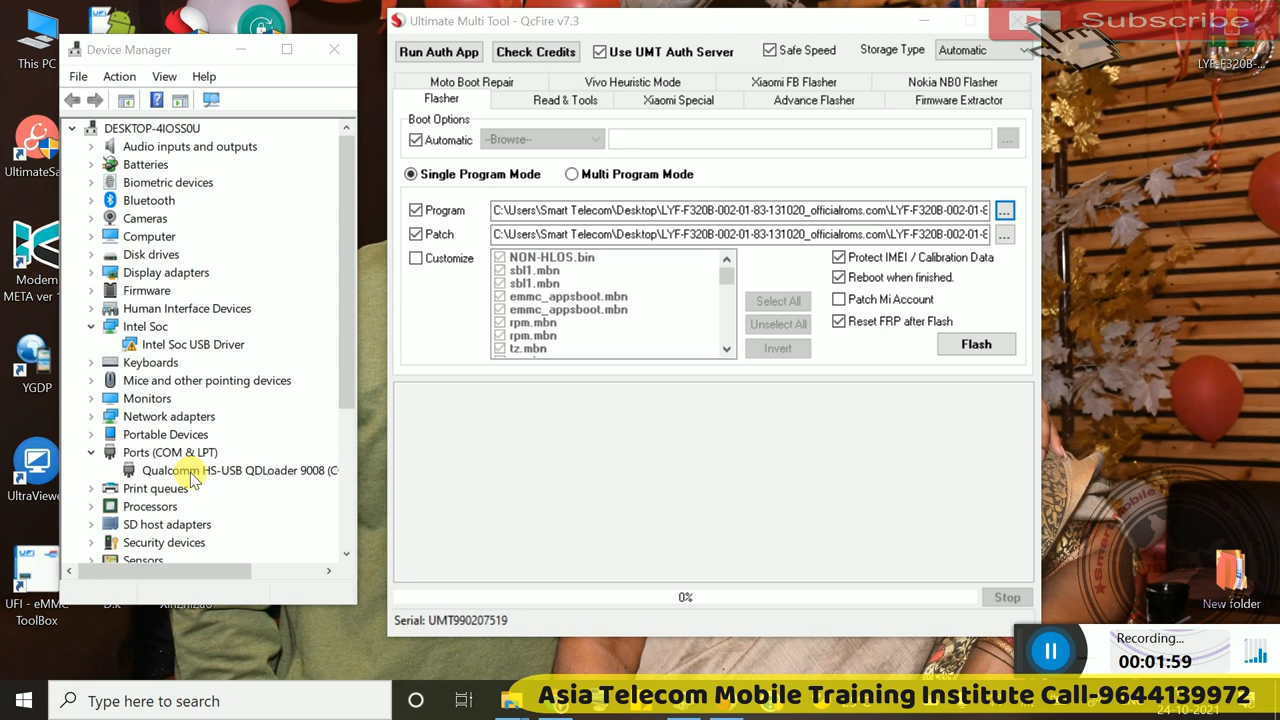 This PC
Ultimate Multi Tool - QcFire v7.3
Subscribe
LYF-F320B-...
Device Manager
File Action View Help
Run Auth App Check Credits Use UMT Auth Server Safe Speed Storage Type Automatic
Moto Boot Repair Vivo Heuristic Mode Xiaomi FB Flasher Nokia NB0 Flasher
Flasher Read & Tools Xiaomi Special Advance Flasher Firmware Extractor
Boot Options
Automatic --Browse-- ...
Single Program Mode Multi Program Mode
Program C:\Users\Smart Telecom\Desktop\LYF-F320B-002-01-83-131020_officialroms.com\LYF-F320B-002-01-8 ...
Patch C:\Users\Smart Telecom\Desktop\LYF-F320B-002-01-83-131020_officialroms.com\LYF-F320B-002-01-8 ...
Customize
NON-HLOS.bin
sbl1.mbn
sbl1.mbn
emmc_appsboot.mbn
emmc_appsboot.mbn
rpm.mbn
rpm.mbn
tz.mbn
Select All
Unselect All
Invert
Protect IMEI / Calibration Data
Reboot when finished.
Patch Mi Account
Reset FRP after Flash
Flash
0% Stop
Serial: UMT990207519
DESKTOP-4IOSS0U
Audio inputs and outputs
Batteries
Biometric devices
Bluetooth
Cameras
Computer
Disk drives
Display adapters
Firmware
Human Interface Devices
Intel Soc
Intel Soc USB Driver
Keyboards
Mice and other pointing devices
Monitors
Network adapters
Portable Devices
Ports (COM & LPT)
Qualcomm HS-USB QDLoader 9008 (C
Print queues
Processors
SD host adapters
Security devices
Sensors
UltimateSa
Modem
META ver
YGDP
UltraViewe
UFI - eMMC
ToolBox
D.k
New folder
Recording...
00:01:59
Type here to search
Asia Telecom Mobile Training Institute Call-9644139972
24-10-2021